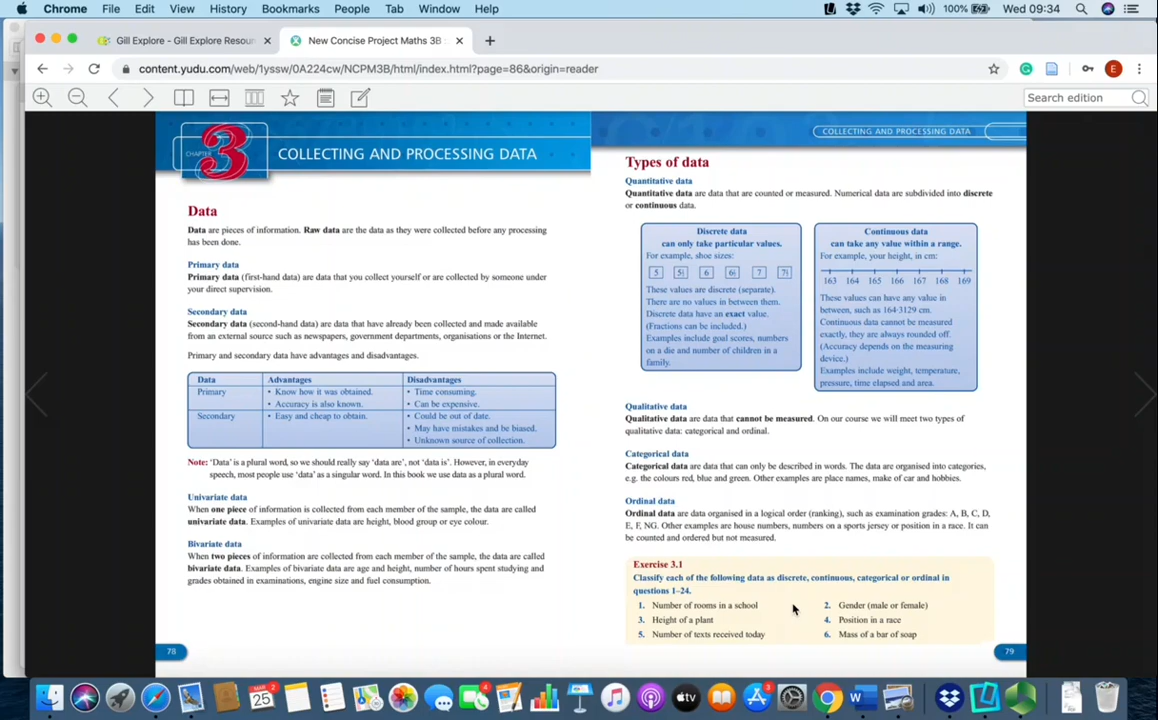 Chrome File Edit View History Bookmarks People Tab Window Help 100% Wed 09:34
Gill Explore - Gill Explore Resour × New Concise Project Maths 3B × +
content.yudu.com/web/1yssw/0A224cw/NCPM3B/html/index.html?page=86&origin=reader E
Search edition
CHAPTER 3
COLLECTING AND PROCESSING DATA
Data
Data are pieces of information. Raw data are the data as they were collected before any processing
has been done.
Primary data
Primary data (first-hand data) are data that you collect yourself or are collected by someone under
your direct supervision.
Secondary data
Secondary data (second-hand data) are data that have already been collected and made available
from an external source such as newspapers, government departments, organisations or the Internet.
Primary and secondary data have advantages and disadvantages.
Data Advantages Disadvantages
Primary • Know how it was obtained. • Time consuming.
• Accuracy is also known. • Can be expensive.
Secondary • Easy and cheap to obtain. • Could be out of date.
• May have mistakes and be biased.
• Unknown source of collection.
Note: 'Data' is a plural word, so we should really say 'data are', not 'data is'. However, in everyday
speech, most people use 'data' as a singular word. In this book we use data as a plural word.
Univariate data
When one piece of information is collected from each member of the sample, the data are called
univariate data. Examples of univariate data are height, blood group or eye colour.
Bivariate data
When two pieces of information are collected from each member of the sample, the data are called
bivariate data. Examples of bivariate data are age and height, number of hours spent studying and
grades obtained in examinations, engine size and fuel consumption.
78
COLLECTING AND PROCESSING DATA
Types of data
Quantitative data
Quantitative data are data that are counted or measured. Numerical data are subdivided into discrete
or continuous data.
Discrete data
can only take particular values.
For example, shoe sizes:
5 5½ 6 6½ 7 7½
These values are discrete (separate).
There are no values in between them.
Discrete data have an exact value.
(Fractions can be included.)
Examples include goal scores, numbers
on a die and number of children in a
family.
Continuous data
can take any value within a range.
For example, your height, in cm:
163 164 165 166 167 168 169
These values can have any value in
between, such as 164·3129 cm.
Continuous data cannot be measured
exactly, they are always rounded off.
(Accuracy depends on the measuring
device.)
Examples include weight, temperature,
pressure, time elapsed and area.
Qualitative data
Qualitative data are data that cannot be measured. On our course we will meet two types of
qualitative data: categorical and ordinal.
Categorical data
Categorical data are data that can only be described in words. The data are organised into categories,
e.g. the colours red, blue and green. Other examples are place names, make of car and hobbies.
Ordinal data
Ordinal data are data organised in a logical order (ranking), such as examination grades: A, B, C, D,
E, F, NG. Other examples are house numbers, numbers on a sports jersey or position in a race. It can
be counted and ordered but not measured.
Exercise 3.1
Classify each of the following data as discrete, continuous, categorical or ordinal in
questions 1–24.
1. Number of rooms in a school 2. Gender (male or female)
3. Height of a plant 4. Position in a race
5. Number of texts received today 6. Mass of a bar of soap
79
MAR 25 2 4 tv 3 W